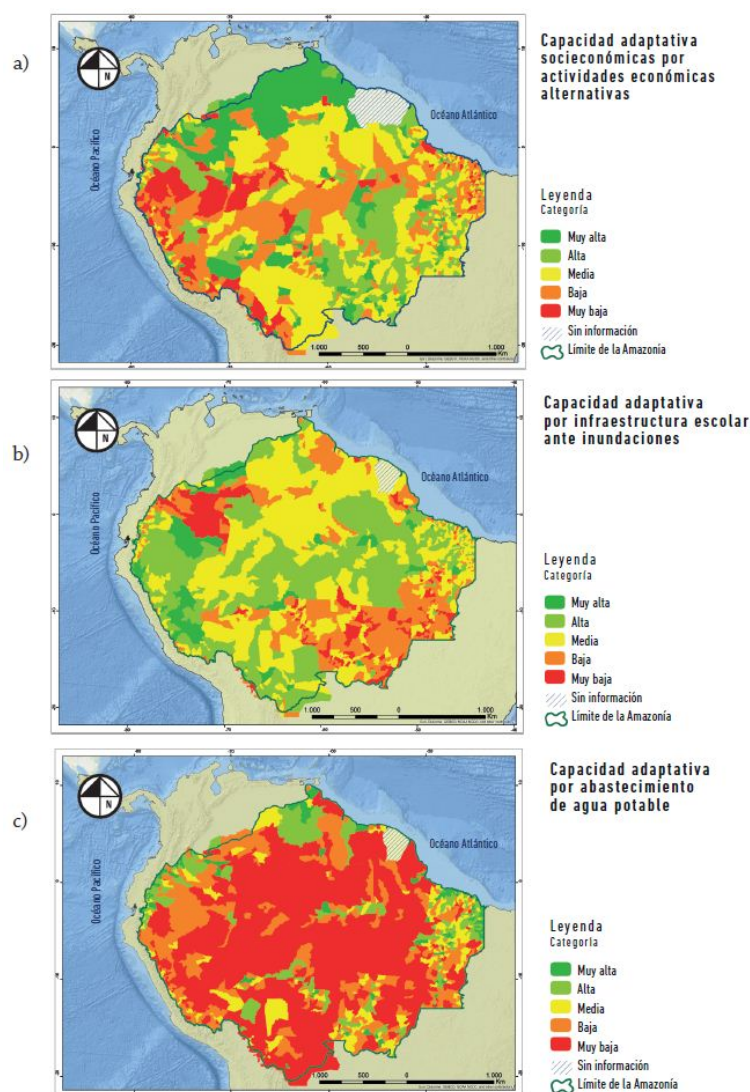 a)
N
Océano Pacífico
Océano Atlántico
1.000 500 0 1.000
Km
Capacidad adaptativa
socieconómicas por
actividades económicas
alternativas
Leyenda
Categoría
Muy alta
Alta
Media
Baja
Muy baja
Sin información
Límite de la Amazonía
b)
N
Océano Pacífico
Océano Atlántico
1.000 500 0 1.000
Km
Capacidad adaptativa
por infraestructura escolar
ante inundaciones
Leyenda
Categoría
Muy alta
Alta
Media
Baja
Muy baja
Sin información
Límite de la Amazonía
c)
N
Océano Pacífico
Océano Atlántico
1.000 500 0 1.000
Km
Capacidad adaptativa
por abastecimiento
de agua potable
Leyenda
Categoría
Muy alta
Alta
Media
Baja
Muy baja
Sin información
Límite de la Amazonía